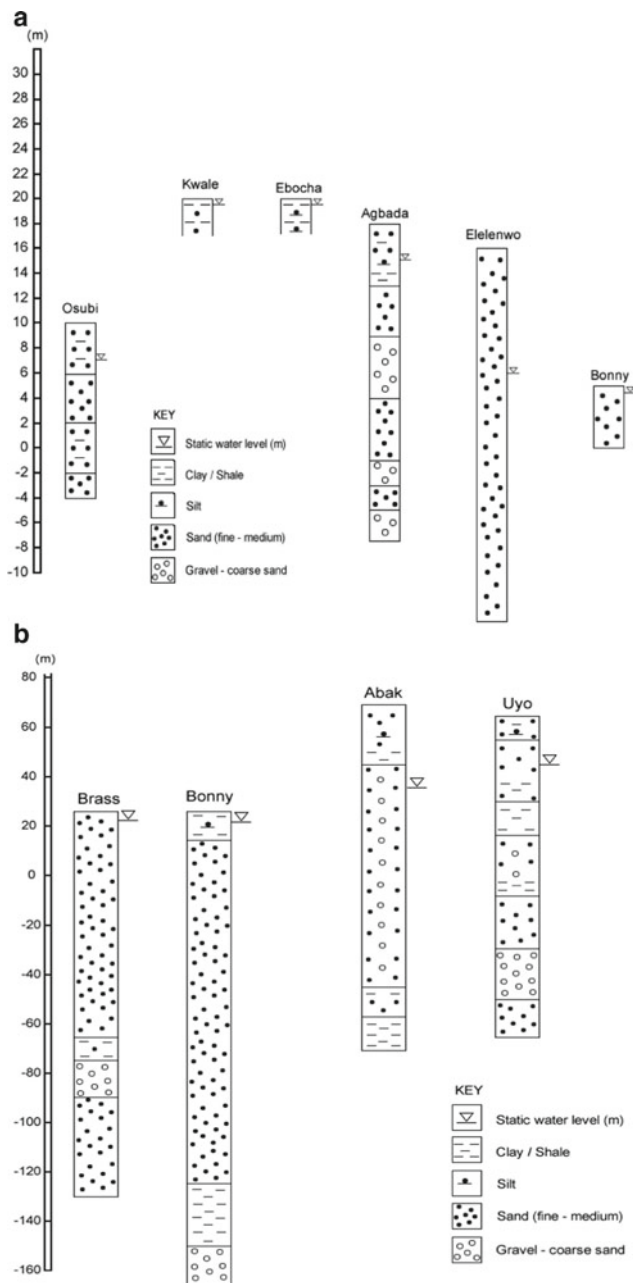 a
(m)
30
28
26
24
22
20
18
16
14
12
10
8
6
4
2
0
-2
-4
-6
-8
-10
Osubi
Kwale
Ebocha
Agbada
Elelenwo
Bonny
KEY
Static water level (m)
Clay / Shale
Silt
Sand (fine - medium)
Gravel - coarse sand
b
(m)
80
60
40
20
0
-20
-40
-60
-80
-100
-120
-140
-160
Brass
Bonny
Abak
Uyo
KEY
Static water level (m)
Clay / Shale
Silt
Sand (fine - medium)
Gravel - coarse sand